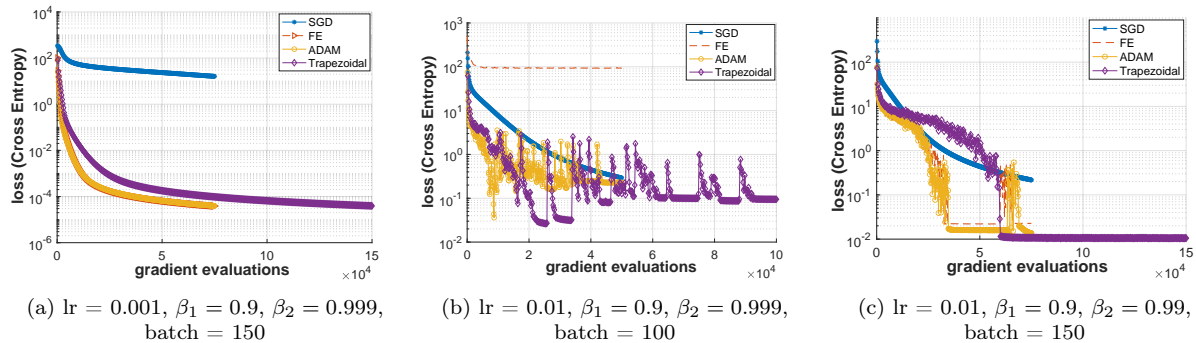 10^6
10^4
10^2
10^0
10^-2
10^-4
10^-6
loss (Cross Entropy)
SGD
FE
ADAM
Trapezoidal
0 5 10 15
gradient evaluations
×10^4
(a) lr = 0.001, β1 = 0.9, β2 = 0.999,
batch = 150
10^3
10^2
10^1
10^0
10^-1
10^-2
loss (Cross Entropy)
SGD
FE
ADAM
Trapezoidal
0 2 4 6 8 10
gradient evaluations
×10^4
(b) lr = 0.01, β1 = 0.9, β2 = 0.999,
batch = 100
10^2
10^1
10^0
10^-1
10^-2
loss (Cross Entropy)
SGD
FE
ADAM
Trapezoidal
0 5 10 15
gradient evaluations
×10^4
(c) lr = 0.01, β1 = 0.9, β2 = 0.99,
batch = 150